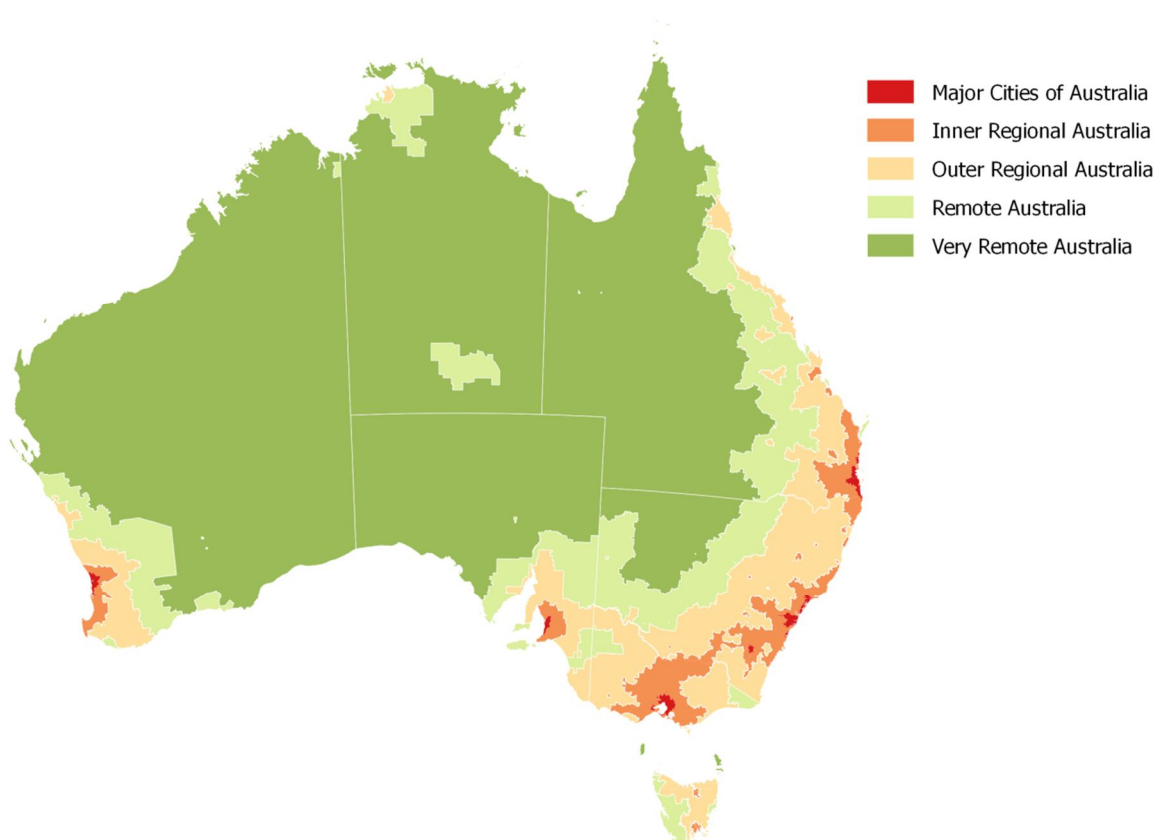 Major Cities of Australia
Inner Regional Australia
Outer Regional Australia
Remote Australia
Very Remote Australia